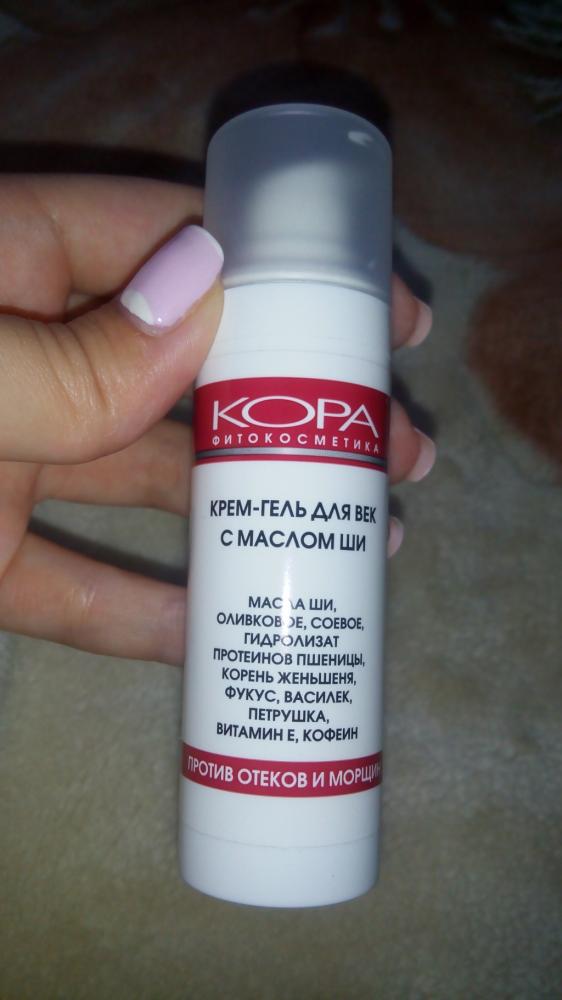 КОРА
ФИТОКОСМЕТИКА
КРЕМ-ГЕЛЬ ДЛЯ ВЕК
С МАСЛОМ ШИ
МАСЛА ШИ,
ОЛИВКОВОЕ, СОЕВОЕ,
ГИДРОЛИЗАТ
ПРОТЕИНОВ ПШЕНИЦЫ,
КОРЕНЬ ЖЕНЬШЕНЯ,
ФУКУС, ВАСИЛЕК,
ПЕТРУШКА,
ВИТАМИН Е, КОФЕИН
ПРОТИВ ОТЕКОВ И МОРЩИН